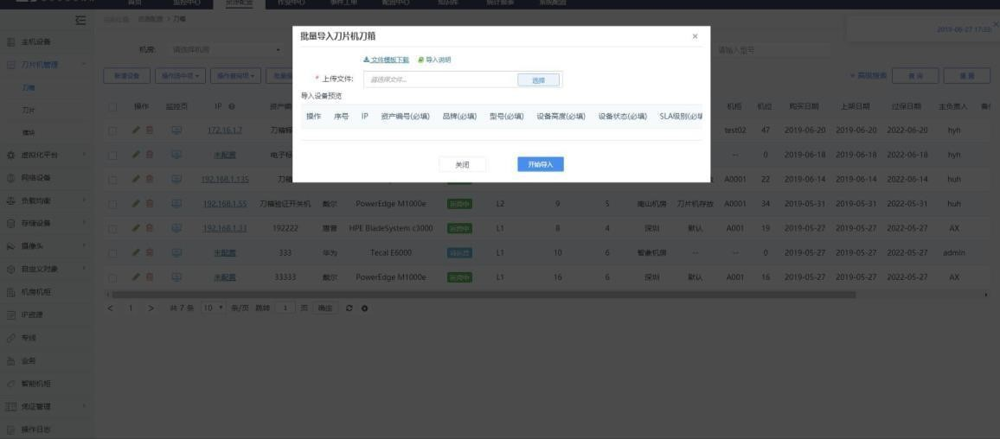 首页 监控中心 资源配置 作业中心 事件工单 配置中心 知识库 统计报表 系统配置
当前位置: 资源配置 > 刀箱
2019-06-27 17:33:
主机设备
刀片机管理
刀箱
刀片
模块
虚拟化平台
网络设备
负载均衡
存储设备
摄像头
自定义对象
机房机柜
IP资源
专线
业务
智能机柜
凭证管理
操作日志
机房: 请选择机房 请输入型号
新增设备 操作选中项 操作查询项 高级搜索 查 询 重 置
批量导入刀片机刀箱 ×
文件模板下载 导入说明
* 上传文件: 请选择文件... 选择
导入设备预览
操作 序号 IP 资产编号(必填) 品牌(必填) 型号(必填) 设备高度(必填) 设备状态(必填) SLA级别(必填
关闭 开始导入
操作 监控页 IP 资产编 机柜 机位 购买日期 上架日期 过保日期 主负责人 备
172.16.1.7 test02 47 2019-06-20 2019-06-20 2022-06-20 hyh
未配置 电子标 -- 0 2019-06-18 2019-06-18 2022-06-18 hyh
192.168.1.135 刀箱 A0001 22 2019-06-14 2019-06-14 2022-06-14 huh
192.168.1.55 刀箱验证开关机 戴尔 PowerEdge M1000e 运营中 L2 9 5 南山机房 刀片机存放 A0001 34 2019-05-31 2019-05-31 2022-05-31 huh
192.168.1.33 192222 惠普 HPE BladeSystem c3000 运营中 L1 8 4 深圳 默认 A001 19 2019-05-27 2019-05-27 2022-05-27 AX
未配置 333 华为 Tecal E6000 待运营 L1 10 6 智象机房 -- -- 0 2019-05-27 2019-05-27 2022-05-27 admin
未配置 33333 戴尔 PowerEdge M1000e 运营中 L1 16 6 深圳 默认 A001 16 2019-05-27 2019-05-27 2022-05-27 AX
< 1 > 共 7 条 10 条/页 跳转 1 页 确定